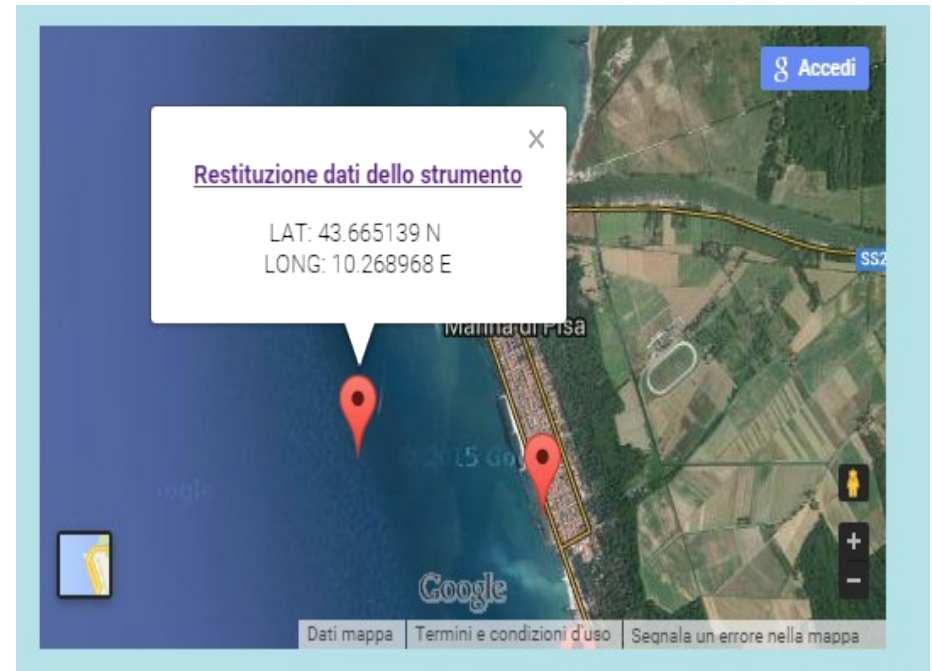 g Accedi
×
Restituzione dati dello strumento
LAT: 43.665139 N
LONG: 10.268968 E
SS2
Marina di Pisa
Google
Dati mappa
Termini e condizioni d'uso
Segnala un errore nella mappa